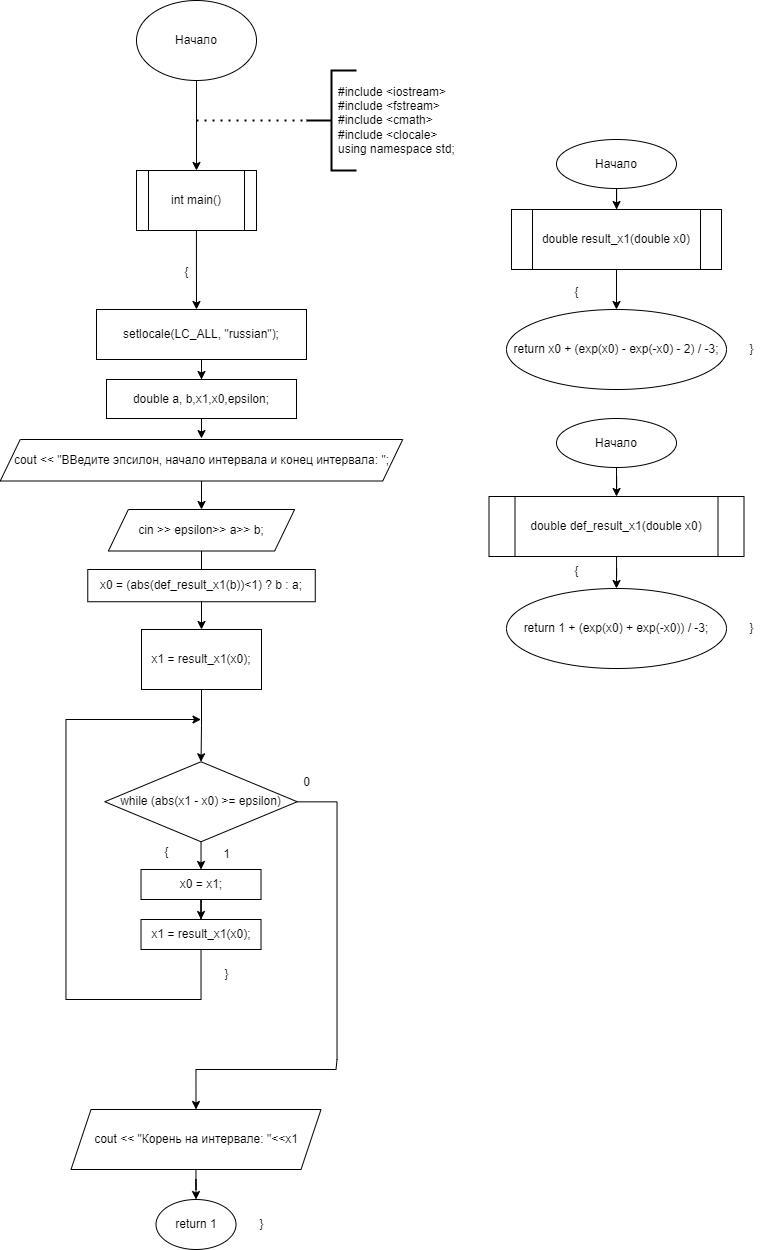 Начало
#include <iostream>
#include <fstream>
#include <cmath>
#include <clocale>
using namespace std;
int main()
{
setlocale(LC_ALL, "russian");
double a, b,x1,x0,epsilon;
cout << "ВВедите эпсилон, начало интервала и конец интервала: ";
cin >> epsilon>> a>> b;
x0 = (abs(def_result_x1(b))<1) ? b : a;
x1 = result_x1(x0);
while (abs(x1 - x0) >= epsilon)
0
{
1
x0 = x1;
x1 = result_x1(x0);
}
cout << "Корень на интервале: "<<x1
return 1
}
Начало
double result_x1(double x0)
{
return x0 + (exp(x0) - exp(-x0) - 2) / -3;
}
Начало
double def_result_x1(double x0)
{
return 1 + (exp(x0) + exp(-x0)) / -3;
}